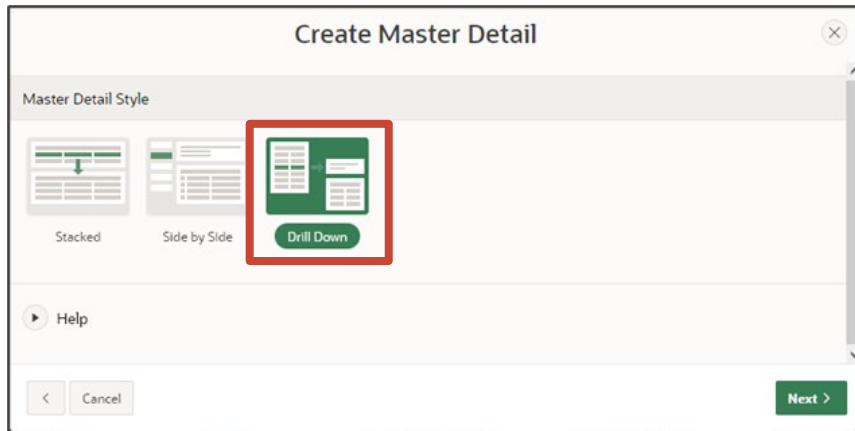 Create Master Detail
Master Detail Style
Stacked
Side by Side
Drill Down
Help
Cancel
Next